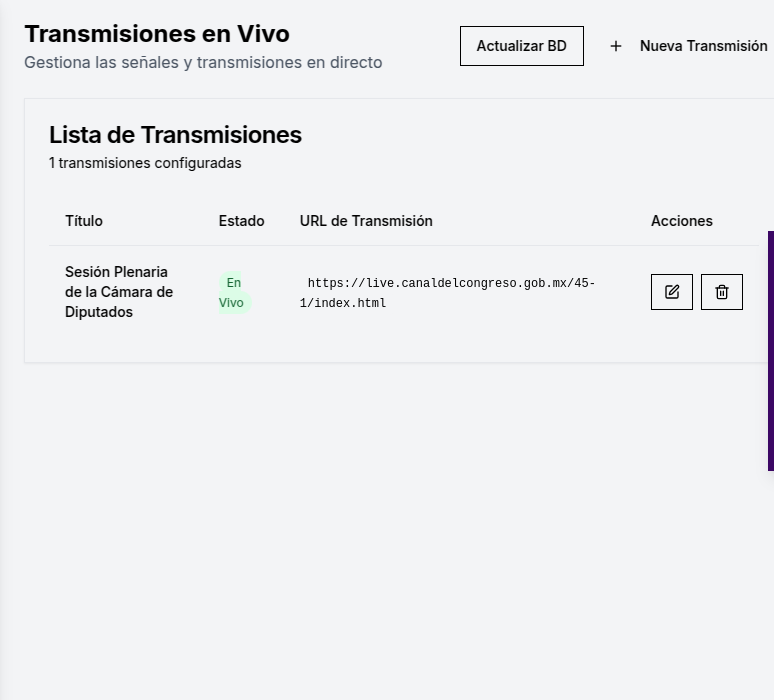 Transmisiones en Vivo
Gestiona las señales y transmisiones en directo
Actualizar BD
Nueva Transmisión
Lista de Transmisiones
1 transmisiones configuradas
Título
Estado
URL de Transmisión
Acciones
Sesión Plenaria
de la Cámara de
Diputados
En
Vivo
https://live.canaldelcongreso.gob.mx/45-
1/index.html